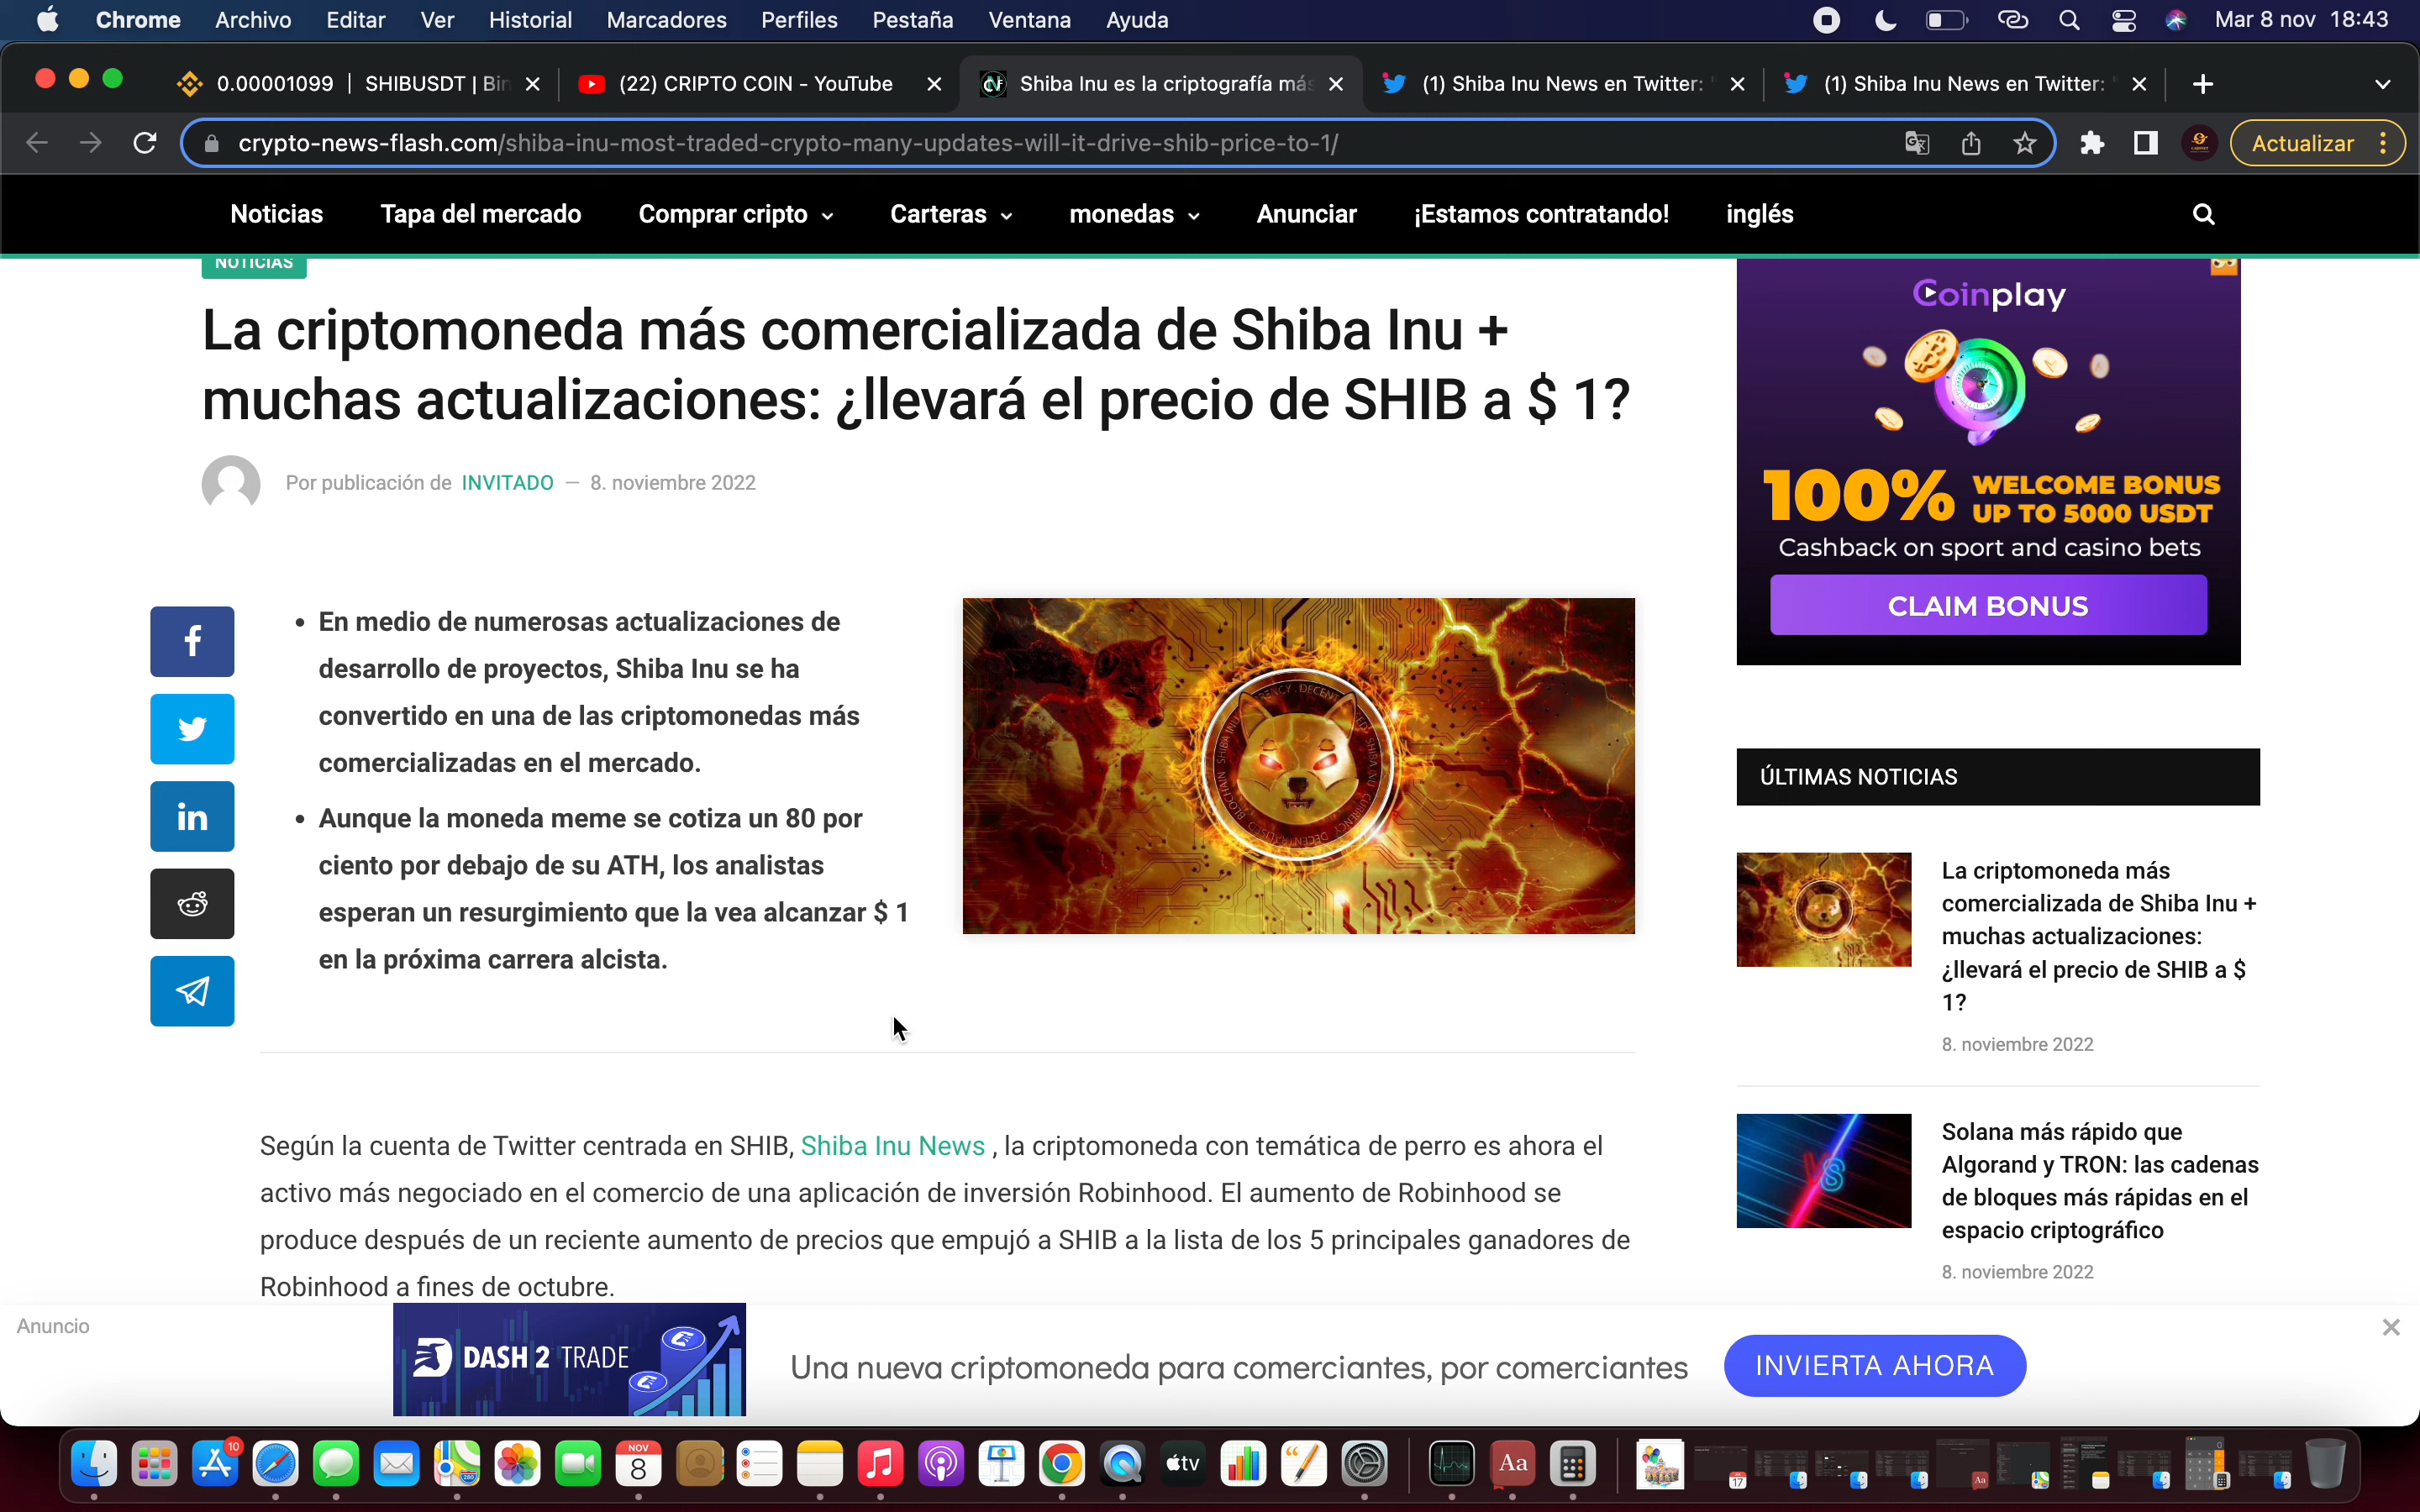 Chrome Archivo Editar Ver Historial Marcadores Perfiles Pestaña Ventana Ayuda Mar 8 nov 18:43
0.00001099 | SHIBUSDT | Bin (22) CRIPTO COIN - YouTube Shiba Inu es la criptografía más (1) Shiba Inu News en Twitter: " (1) Shiba Inu News en Twitter: "
crypto-news-flash.com/shiba-inu-most-traded-crypto-many-updates-will-it-drive-shib-price-to-1/ Actualizar
Noticias Tapa del mercado Comprar cripto Carteras monedas Anunciar ¡Estamos contratando! inglés
NOTICIAS
La criptomoneda más comercializada de Shiba Inu +
muchas actualizaciones: ¿llevará el precio de SHIB a $ 1?
Por publicación de INVITADO — 8. noviembre 2022
• En medio de numerosas actualizaciones de
desarrollo de proyectos, Shiba Inu se ha
convertido en una de las criptomonedas más
comercializadas en el mercado.
• Aunque la moneda meme se cotiza un 80 por
ciento por debajo de su ATH, los analistas
esperan un resurgimiento que la vea alcanzar $ 1
en la próxima carrera alcista.
Según la cuenta de Twitter centrada en SHIB, Shiba Inu News , la criptomoneda con temática de perro es ahora el
activo más negociado en el comercio de una aplicación de inversión Robinhood. El aumento de Robinhood se
produce después de un reciente aumento de precios que empujó a SHIB a la lista de los 5 principales ganadores de
Robinhood a fines de octubre.
Coinplay
100% WELCOME BONUS
UP TO 5000 USDT
Cashback on sport and casino bets
CLAIM BONUS
ÚLTIMAS NOTICIAS
La criptomoneda más
comercializada de Shiba Inu +
muchas actualizaciones:
¿llevará el precio de SHIB a $
1?
8. noviembre 2022
VS
Solana más rápido que
Algorand y TRON: las cadenas
de bloques más rápidas en el
espacio criptográfico
8. noviembre 2022
Anuncio
DASH 2 TRADE
Una nueva criptomoneda para comerciantes, por comerciantes
INVIERTA AHORA
10
280
NOV
8
tv
Aa
17